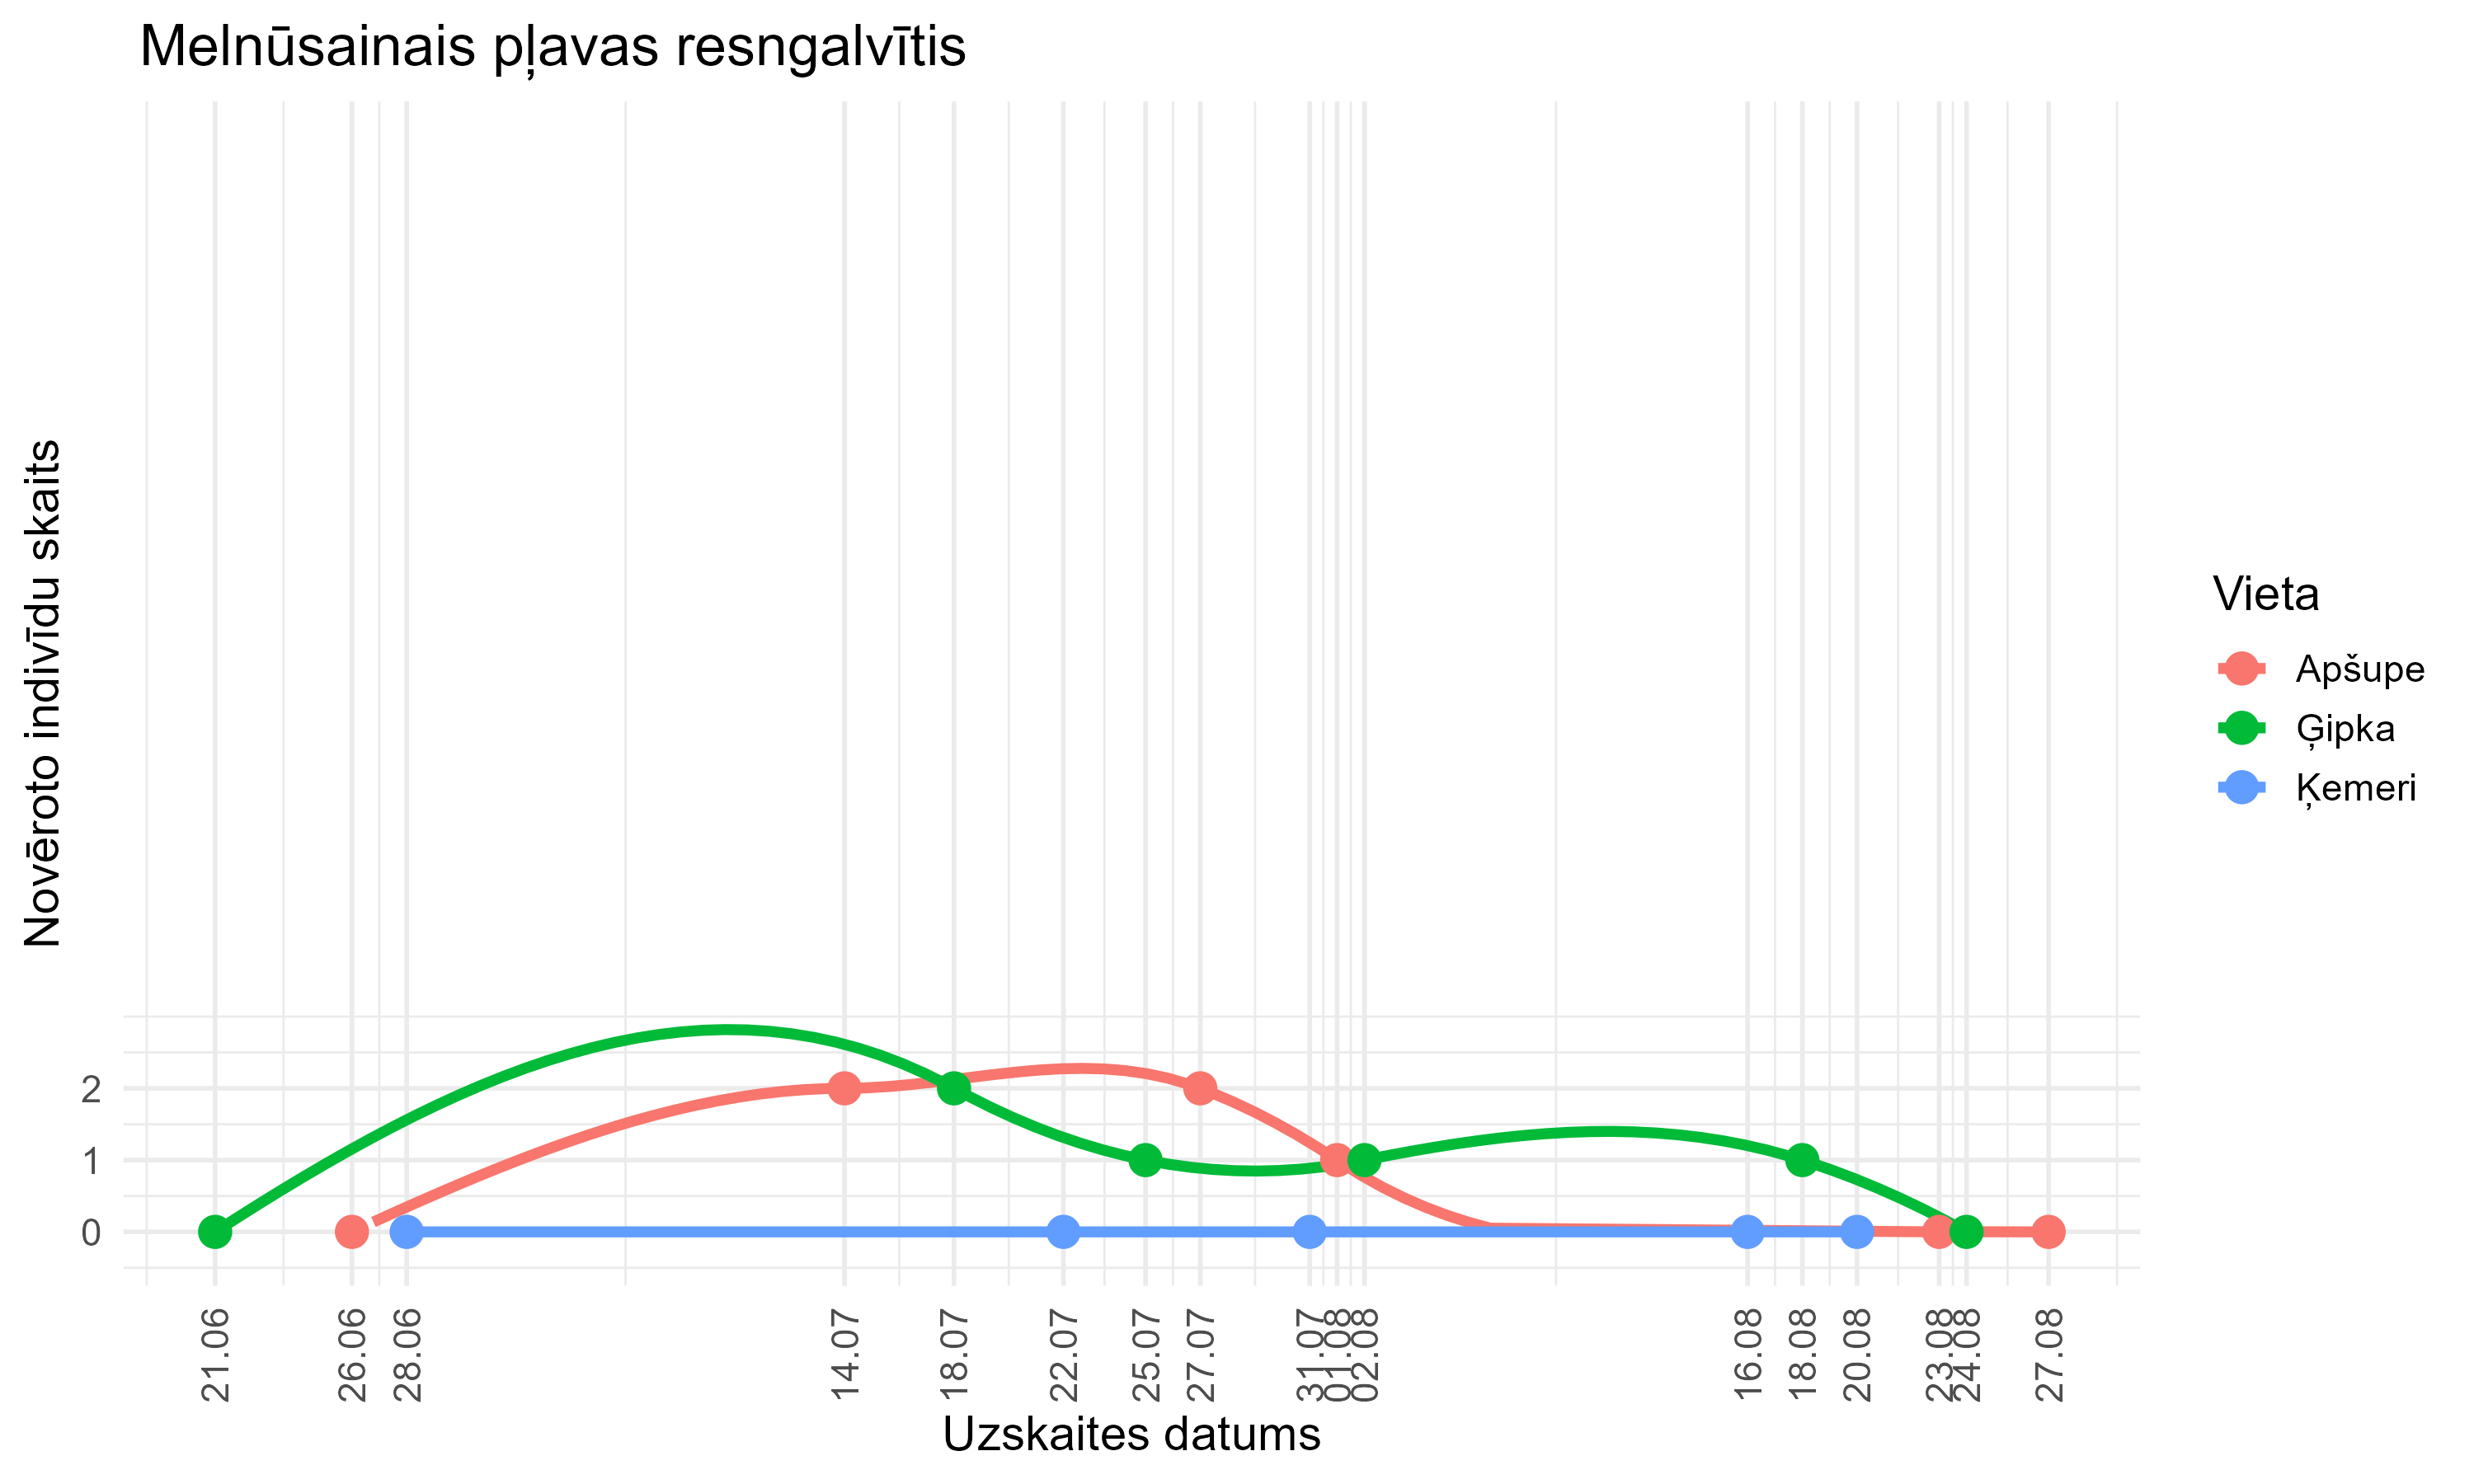 Melnūsainais pļavas resngalvītis
Novēroto indivīdu skaits
2
1
0
21.06
26.06
28.06
14.07
18.07
22.07
25.07
27.07
31.07
01.08
02.08
16.08
18.08
20.08
23.08
24.08
27.08
Uzskaites datums
Vieta
Apšupe
Ģipka
Ķemeri